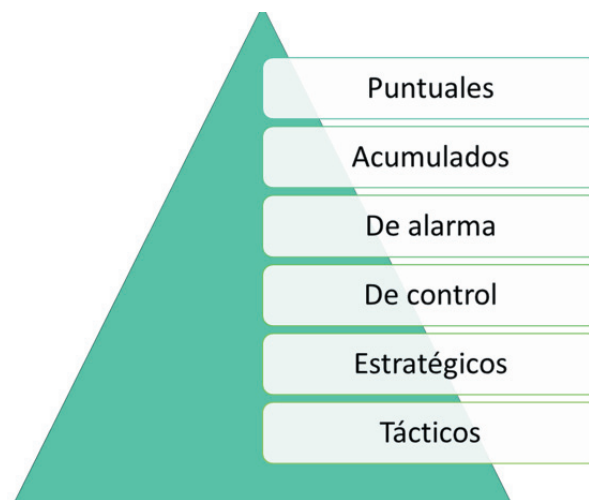 Puntuales
Acumulados
De alarma
De control
Estratégicos
Tácticos